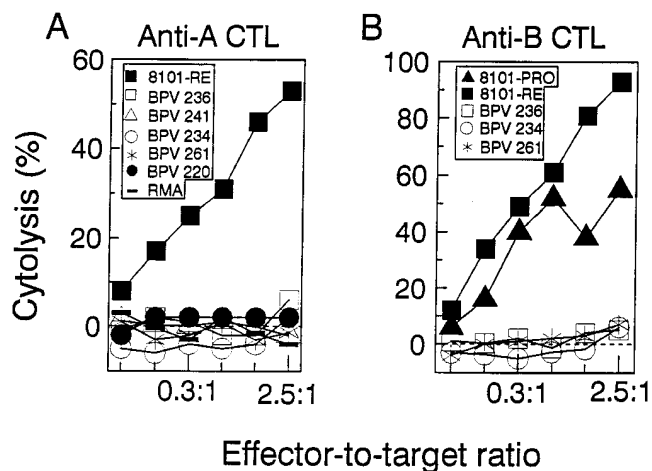 A
Anti-A CTL
60
40
20
0
8101-RE
BPV 236
BPV 241
BPV 234
BPV 261
BPV 220
RMA
0.3:1
2.5:1
B
Anti-B CTL
100
80
60
40
20
0
8101-PRO
8101-RE
BPV 236
BPV 234
BPV 261
0.3:1
2.5:1
Cytolysis (%)
Effector-to-target ratio